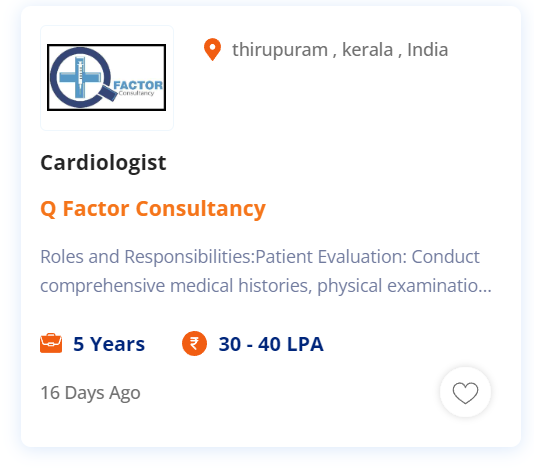 FACTOR
Consultancy
thirupuram , kerala , India
Cardiologist
Q Factor Consultancy
Roles and Responsibilities:Patient Evaluation: Conduct
comprehensive medical histories, physical examinatio...
5 Years
₹ 30 - 40 LPA
16 Days Ago